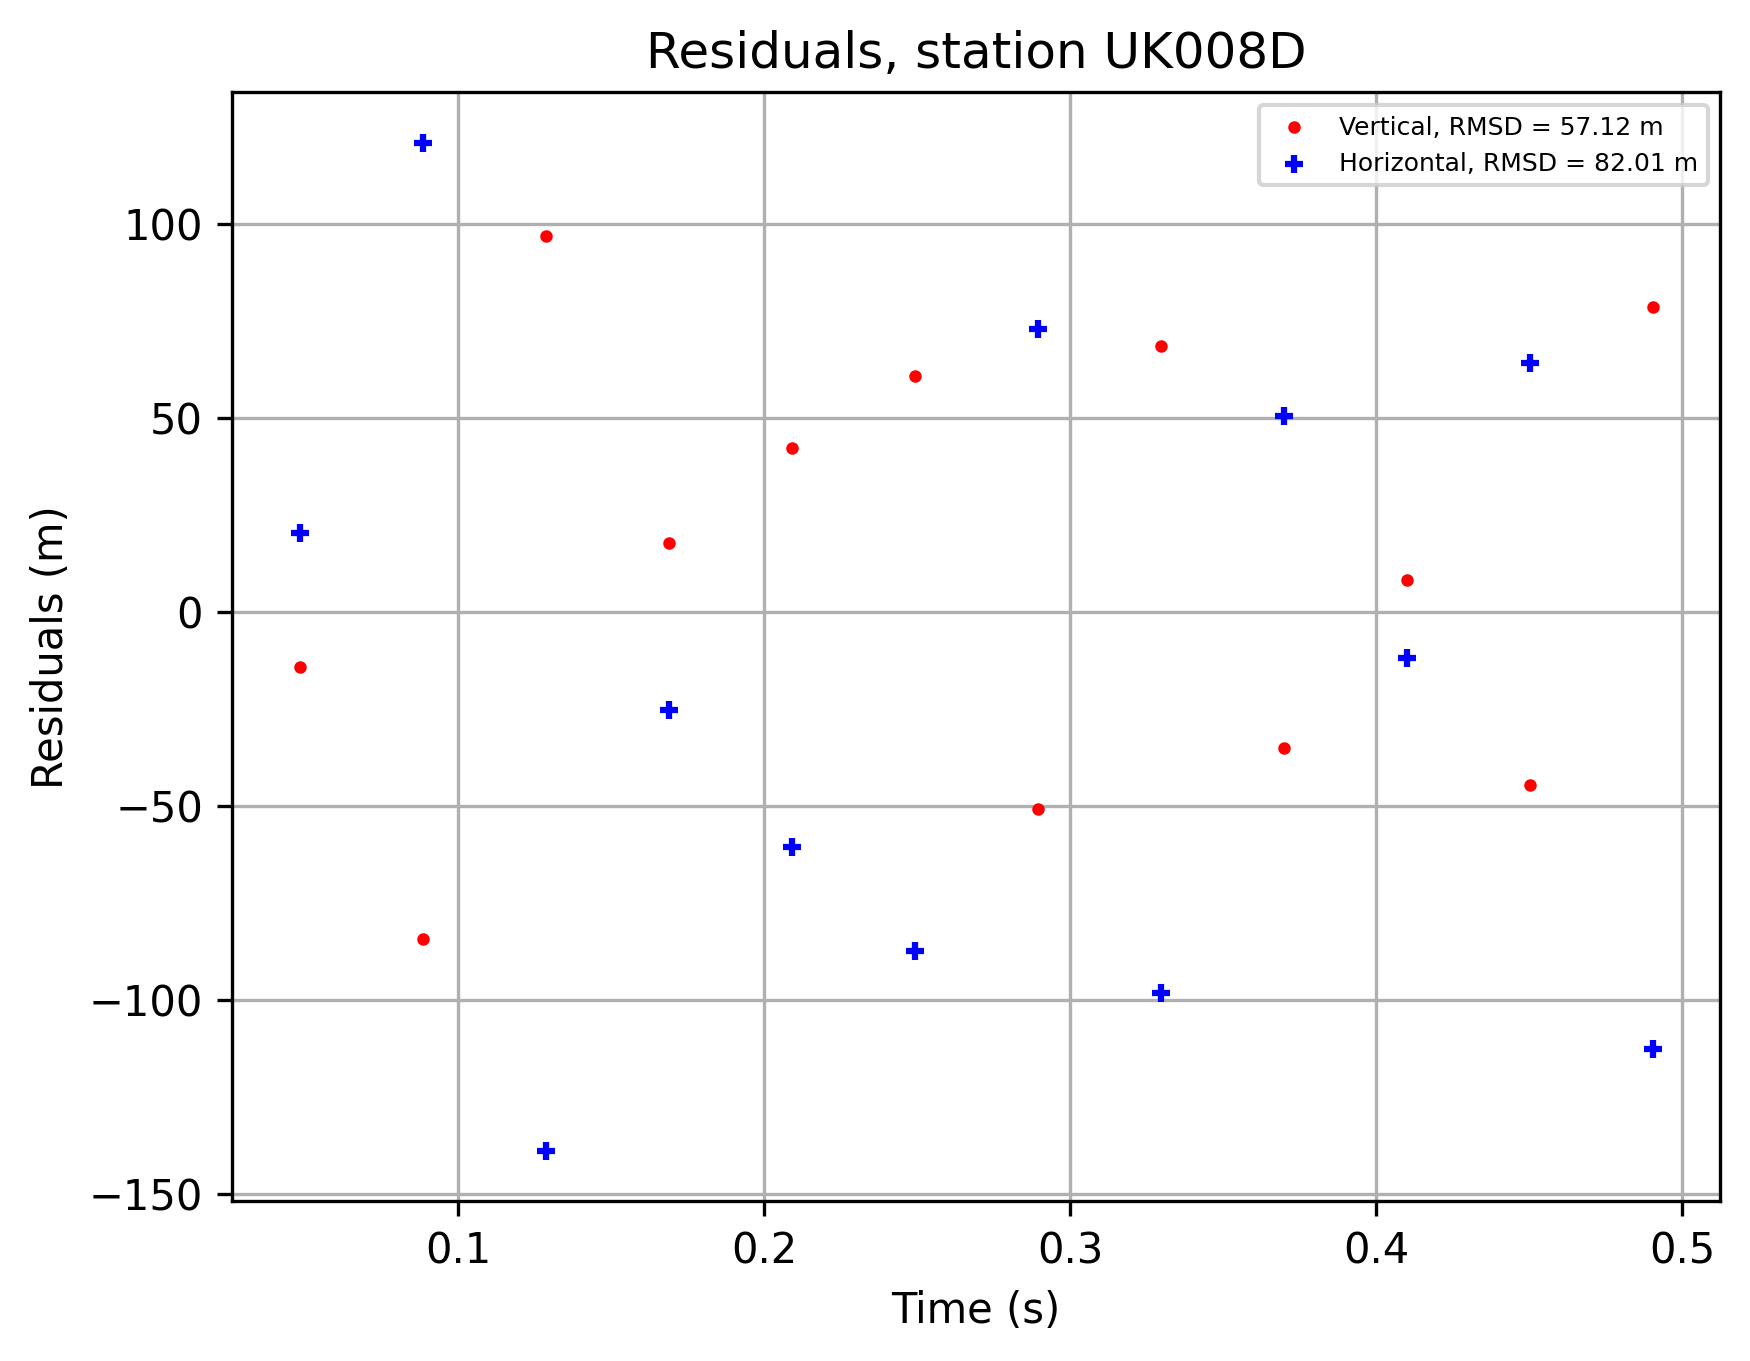 Residuals, station UK008D
Vertical, RMSD = 57.12 m
Horizontal, RMSD = 82.01 m
Residuals (m)
100
50
0
−50
−100
−150
0.1 0.2 0.3 0.4 0.5
Time (s)